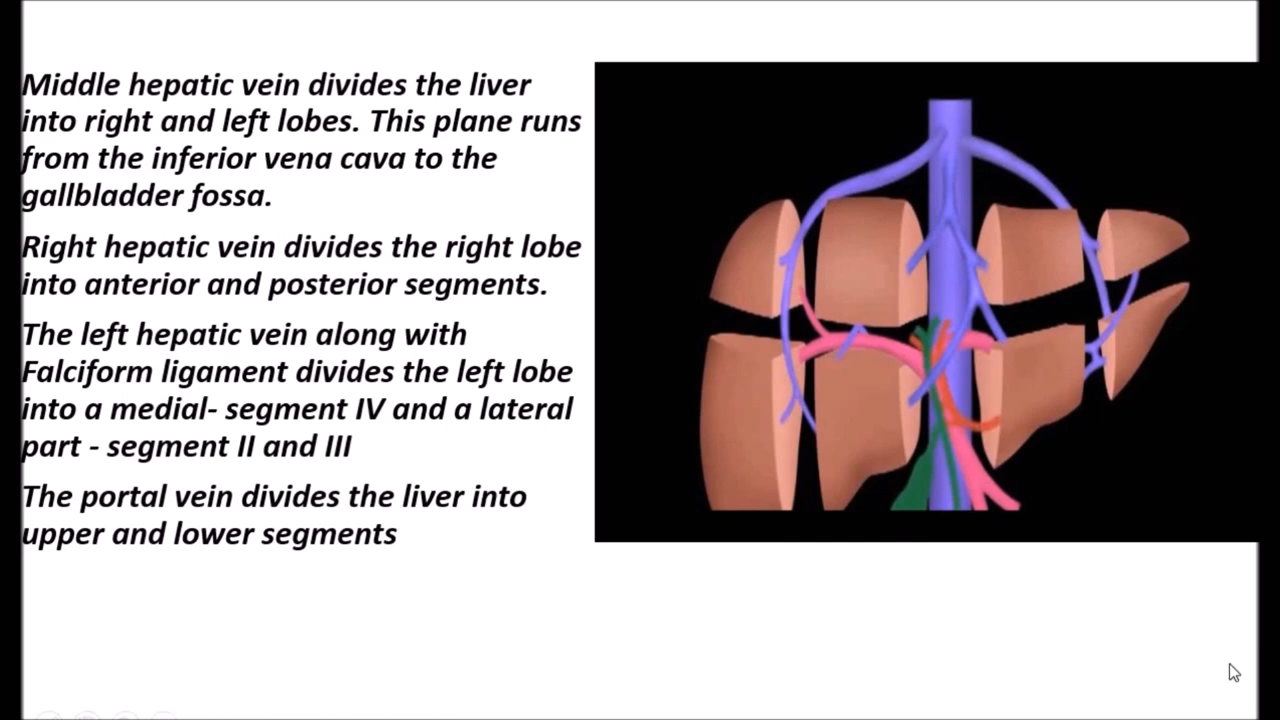 Middle hepatic vein divides the liver
into right and left lobes. This plane runs
from the inferior vena cava to the
gallbladder fossa.
Right hepatic vein divides the right lobe
into anterior and posterior segments.
The left hepatic vein along with
Falciform ligament divides the left lobe
into a medial- segment IV and a lateral
part - segment II and III
The portal vein divides the liver into
upper and lower segments